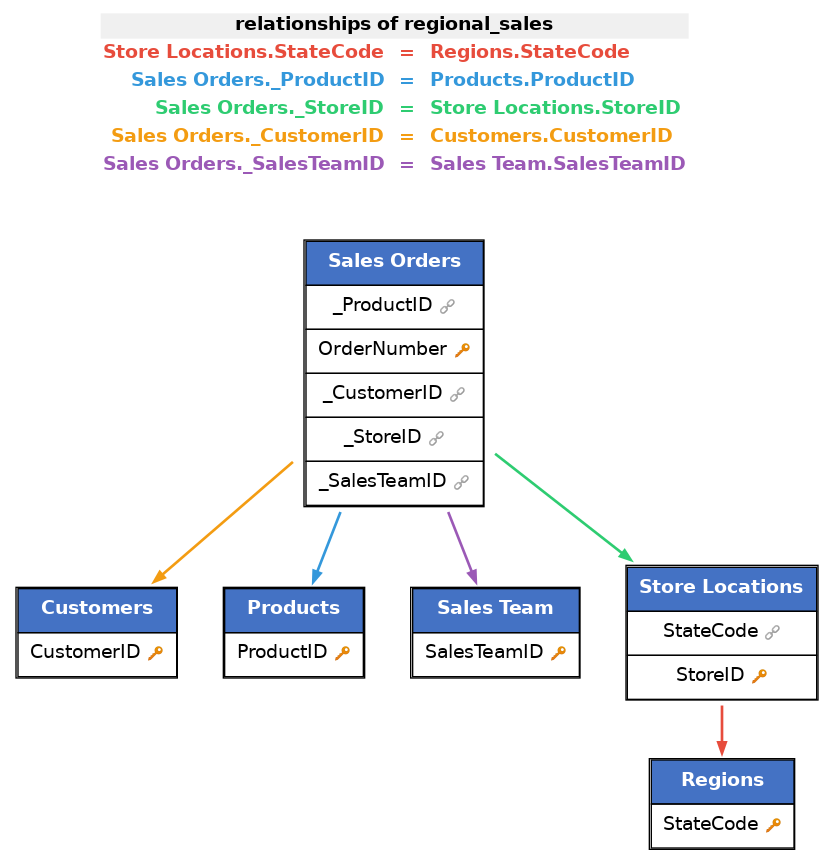 relationships of regional_sales
Store Locations.StateCode = Regions.StateCode
Sales Orders._ProductID = Products.ProductID
Sales Orders._StoreID = Store Locations.StoreID
Sales Orders._CustomerID = Customers.CustomerID
Sales Orders._SalesTeamID = Sales Team.SalesTeamID
Sales Orders
_ProductID
OrderNumber
_CustomerID
_StoreID
_SalesTeamID
Customers
CustomerID
Products
ProductID
Sales Team
SalesTeamID
Store Locations
StateCode
StoreID
Regions
StateCode